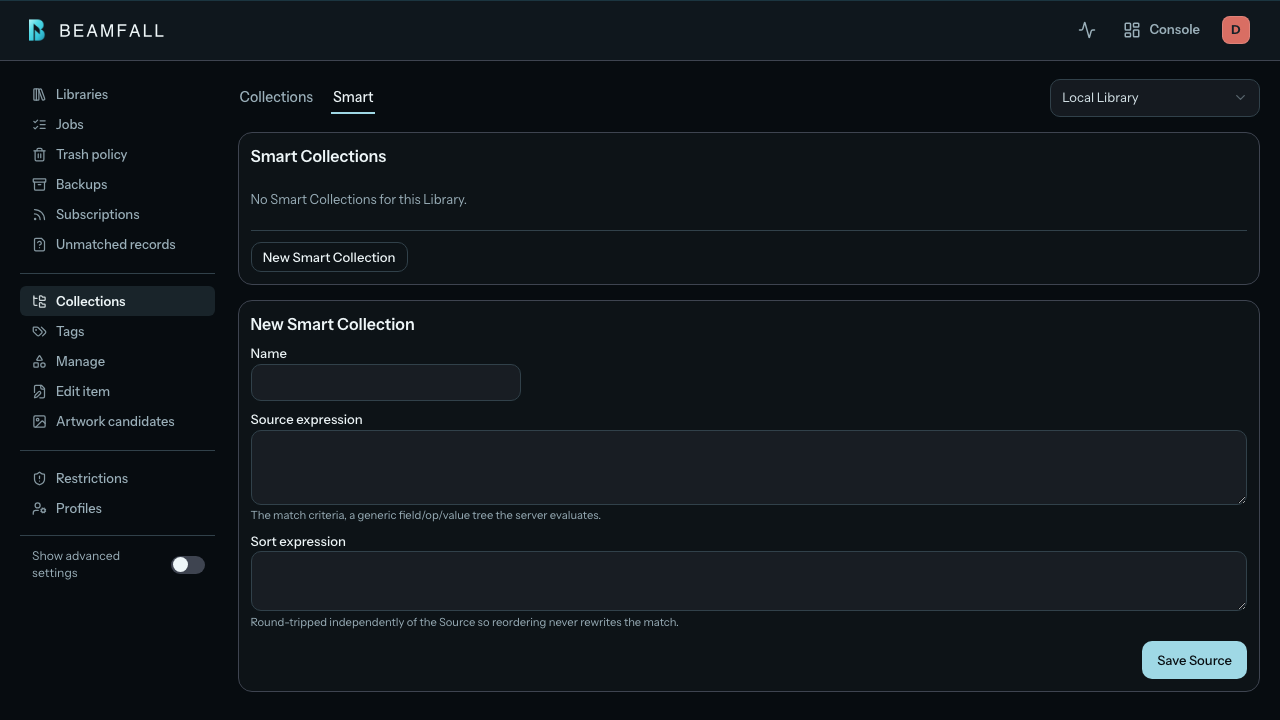 BEAMFALL
Console
D
Libraries
Jobs
Trash policy
Backups
Subscriptions
Unmatched records
Collections
Tags
Manage
Edit item
Artwork candidates
Restrictions
Profiles
Show advanced
settings
Collections
Smart
Local Library
Smart Collections
No Smart Collections for this Library.
New Smart Collection
New Smart Collection
Name
Source expression
The match criteria, a generic field/op/value tree the server evaluates.
Sort expression
Round-tripped independently of the Source so reordering never rewrites the match.
Save Source